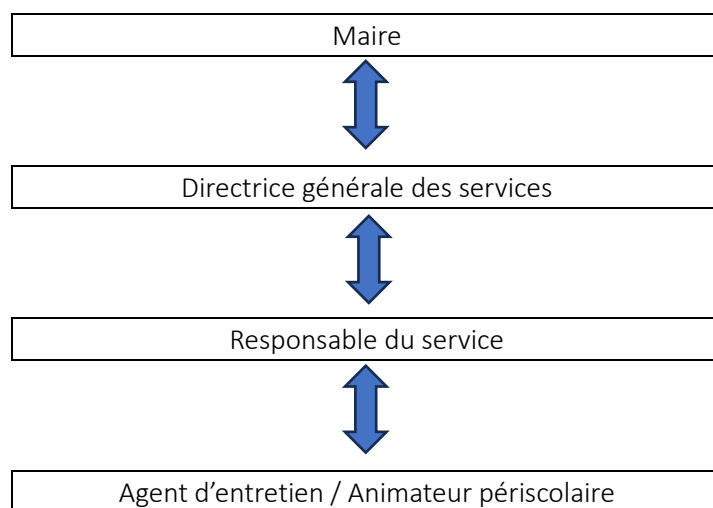 Maire
Directrice générale des services
Responsable du service
Agent d’entretien / Animateur périscolaire